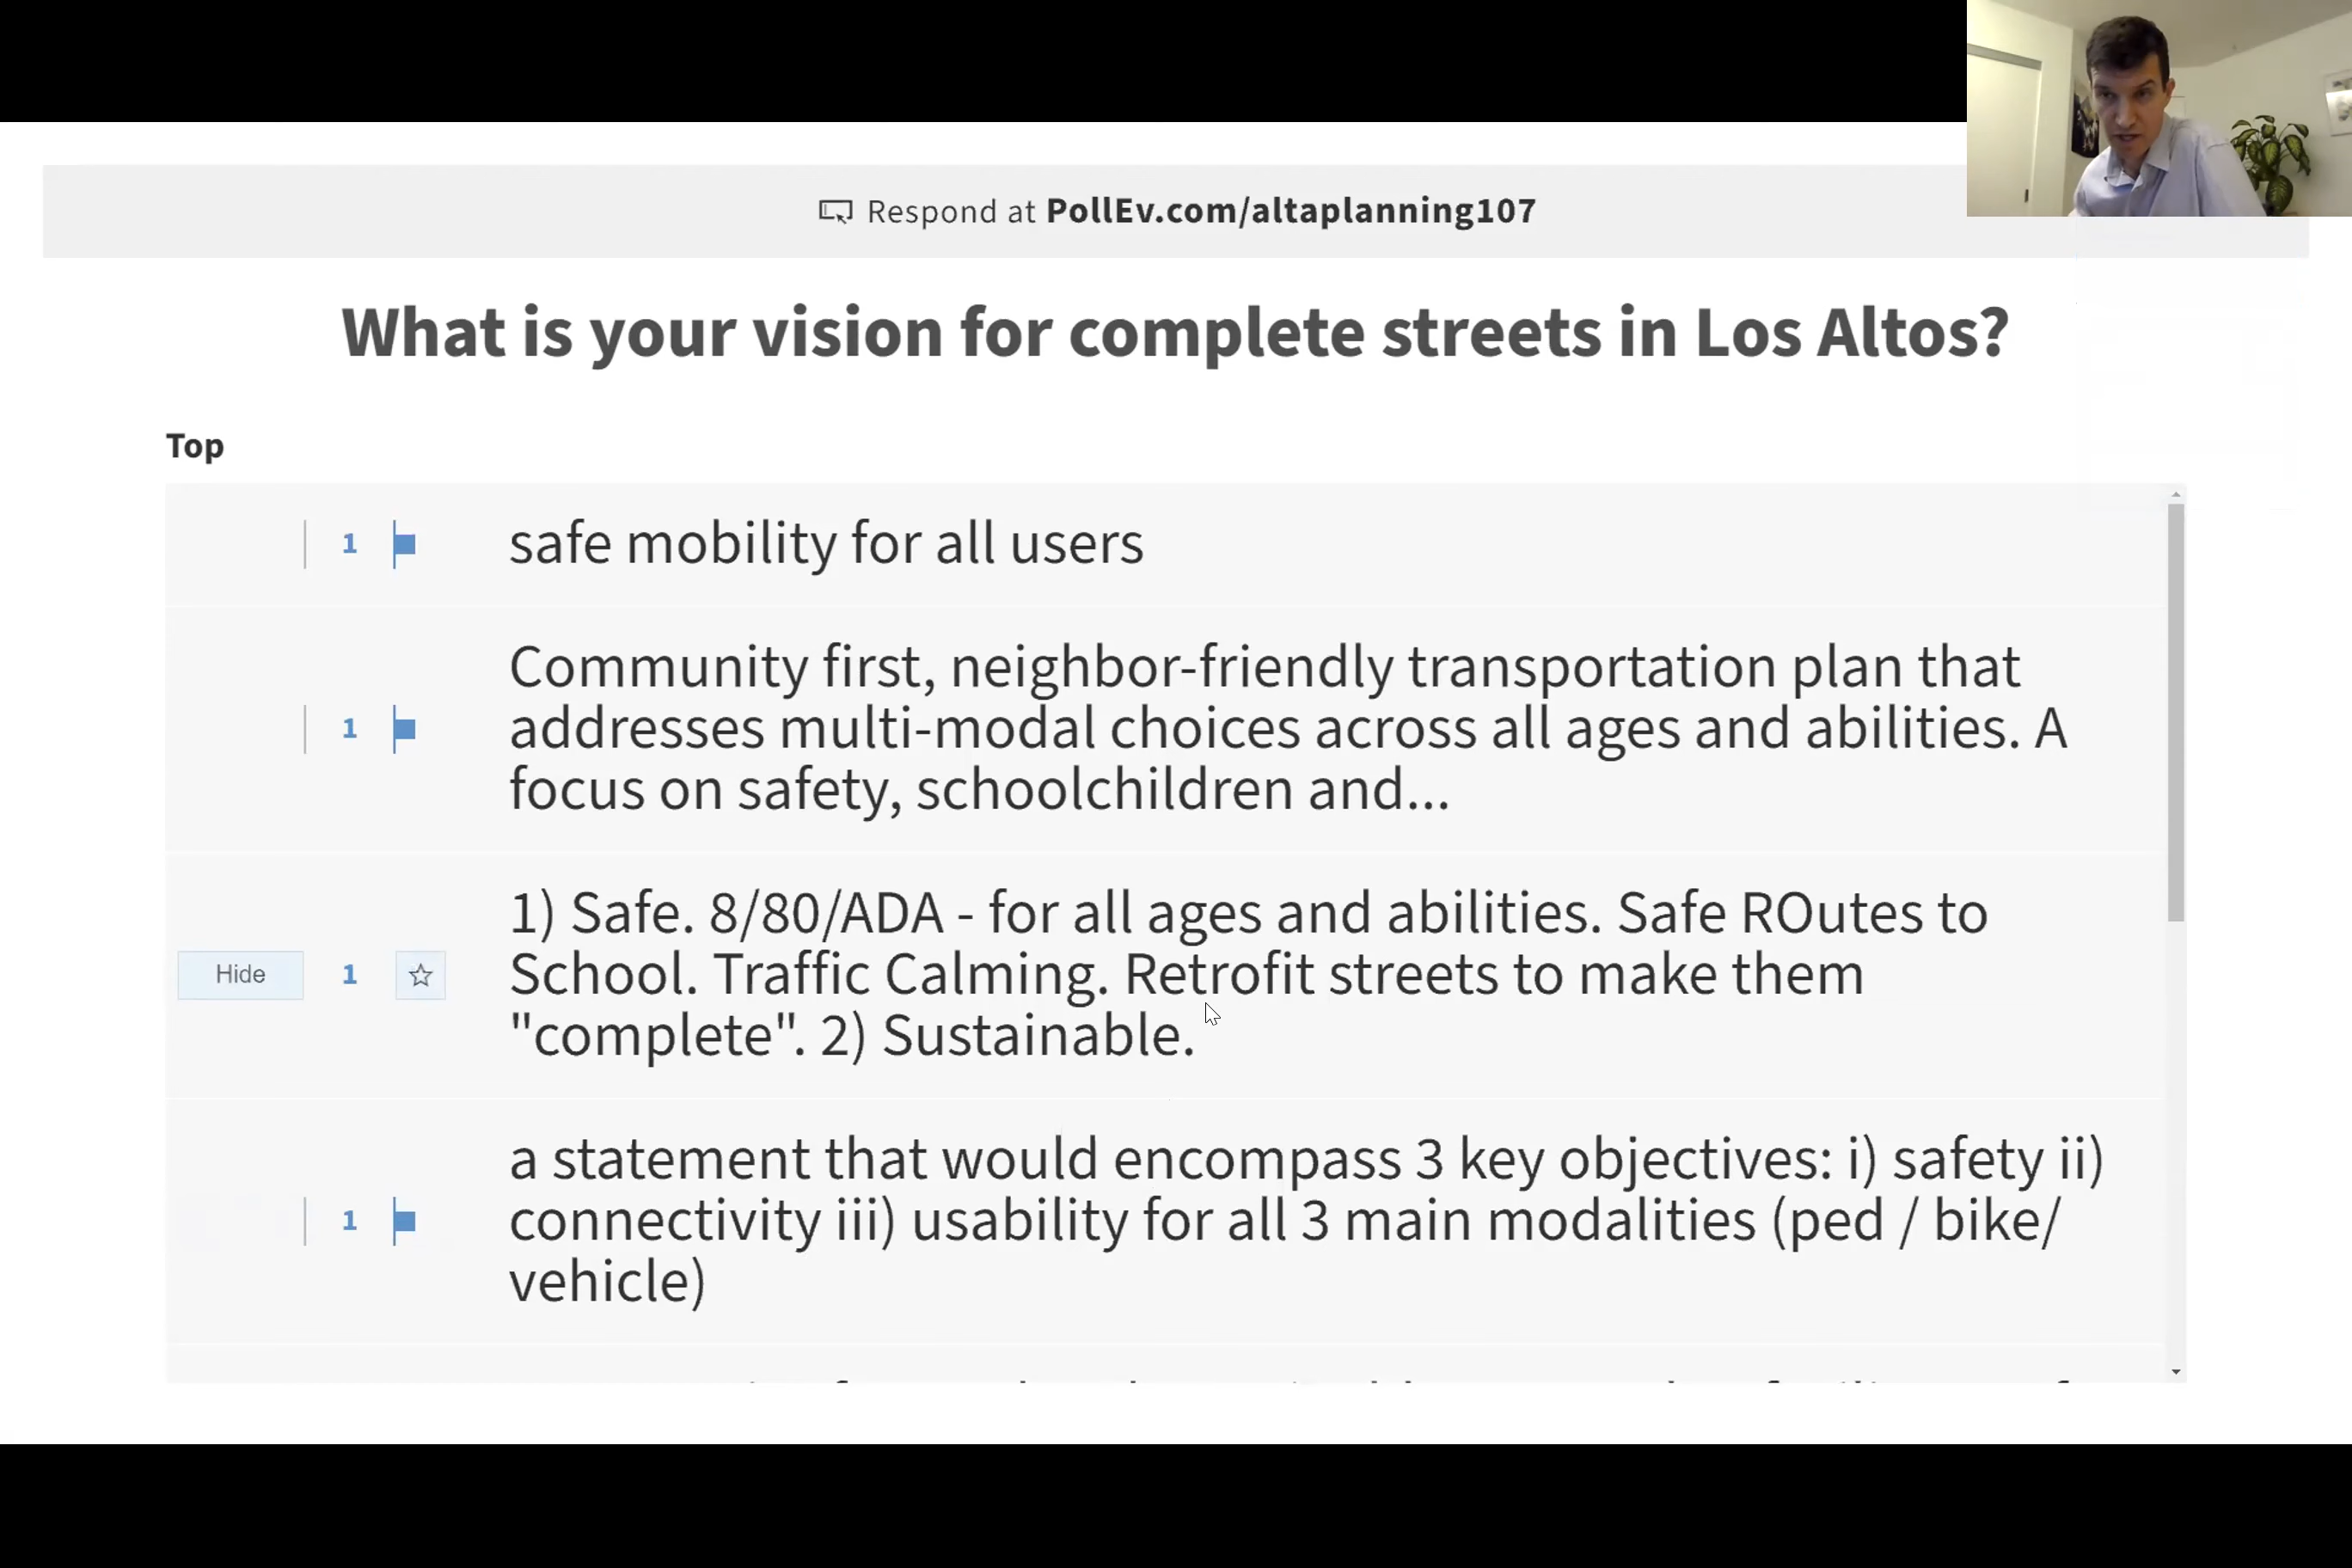 Respond at PollEv.com/altaplanning107
What is your vision for complete streets in Los Altos?
Top
1 safe mobility for all users
Community first, neighbor-friendly transportation plan that
1 addresses multi-modal choices across all ages and abilities. A
focus on safety, schoolchildren and...
1) Safe. 8/80/ADA - for all ages and abilities. Safe ROutes to
Hide 1 School. Traffic Calming. Retrofit streets to make them
"complete". 2) Sustainable.
a statement that would encompass 3 key objectives: i) safety ii)
1 connectivity iii) usability for all 3 main modalities (ped / bike/
vehicle)